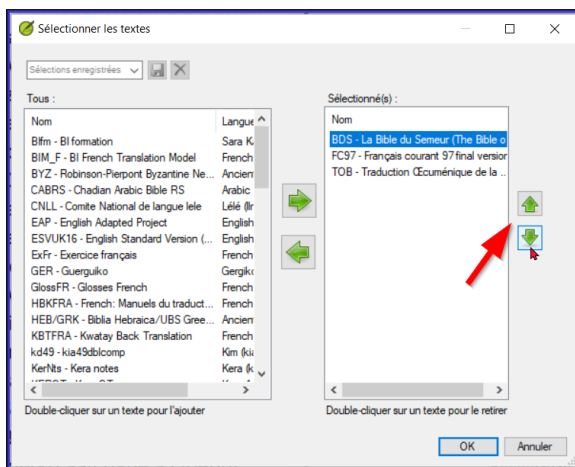 Sélectionner les textes
Sélections enregistrées
Tous :
Sélectionné(s) :
Nom Langue
Nom
Blfm - BI formation Sara K
BIM_F - BI French Translation Model French
BYZ - Robinson-Pierpont Byzantine Ne... Ancien
CABRS - Chadian Arabic Bible RS Arabic
CNLL - Comite National de langue lele Lélé (Ir
EAP - English Adapted Project English
ESVUK16 - English Standard Version (... English
ExFr - Exercice français French
GER - Guerguiko Gergiko
GlossFR - Glosses French French
HBKFRA - French: Manuels du traduct... French
HEB/GRK - Biblia Hebraica/UBS Gree... Ancien
KBTFRA - Kwatay Back Translation French
kd49 - kia49dblcomp Kim (kia
KerNts - Kera notes Kera (k
BDS - La Bible du Semeur (The Bible o
FC97 - Français courant 97 final version
TOB - Traduction Œcuménique de la ...
Double-cliquer sur un texte pour l'ajouter
Double-cliquer sur un texte pour le retirer
OK Annuler